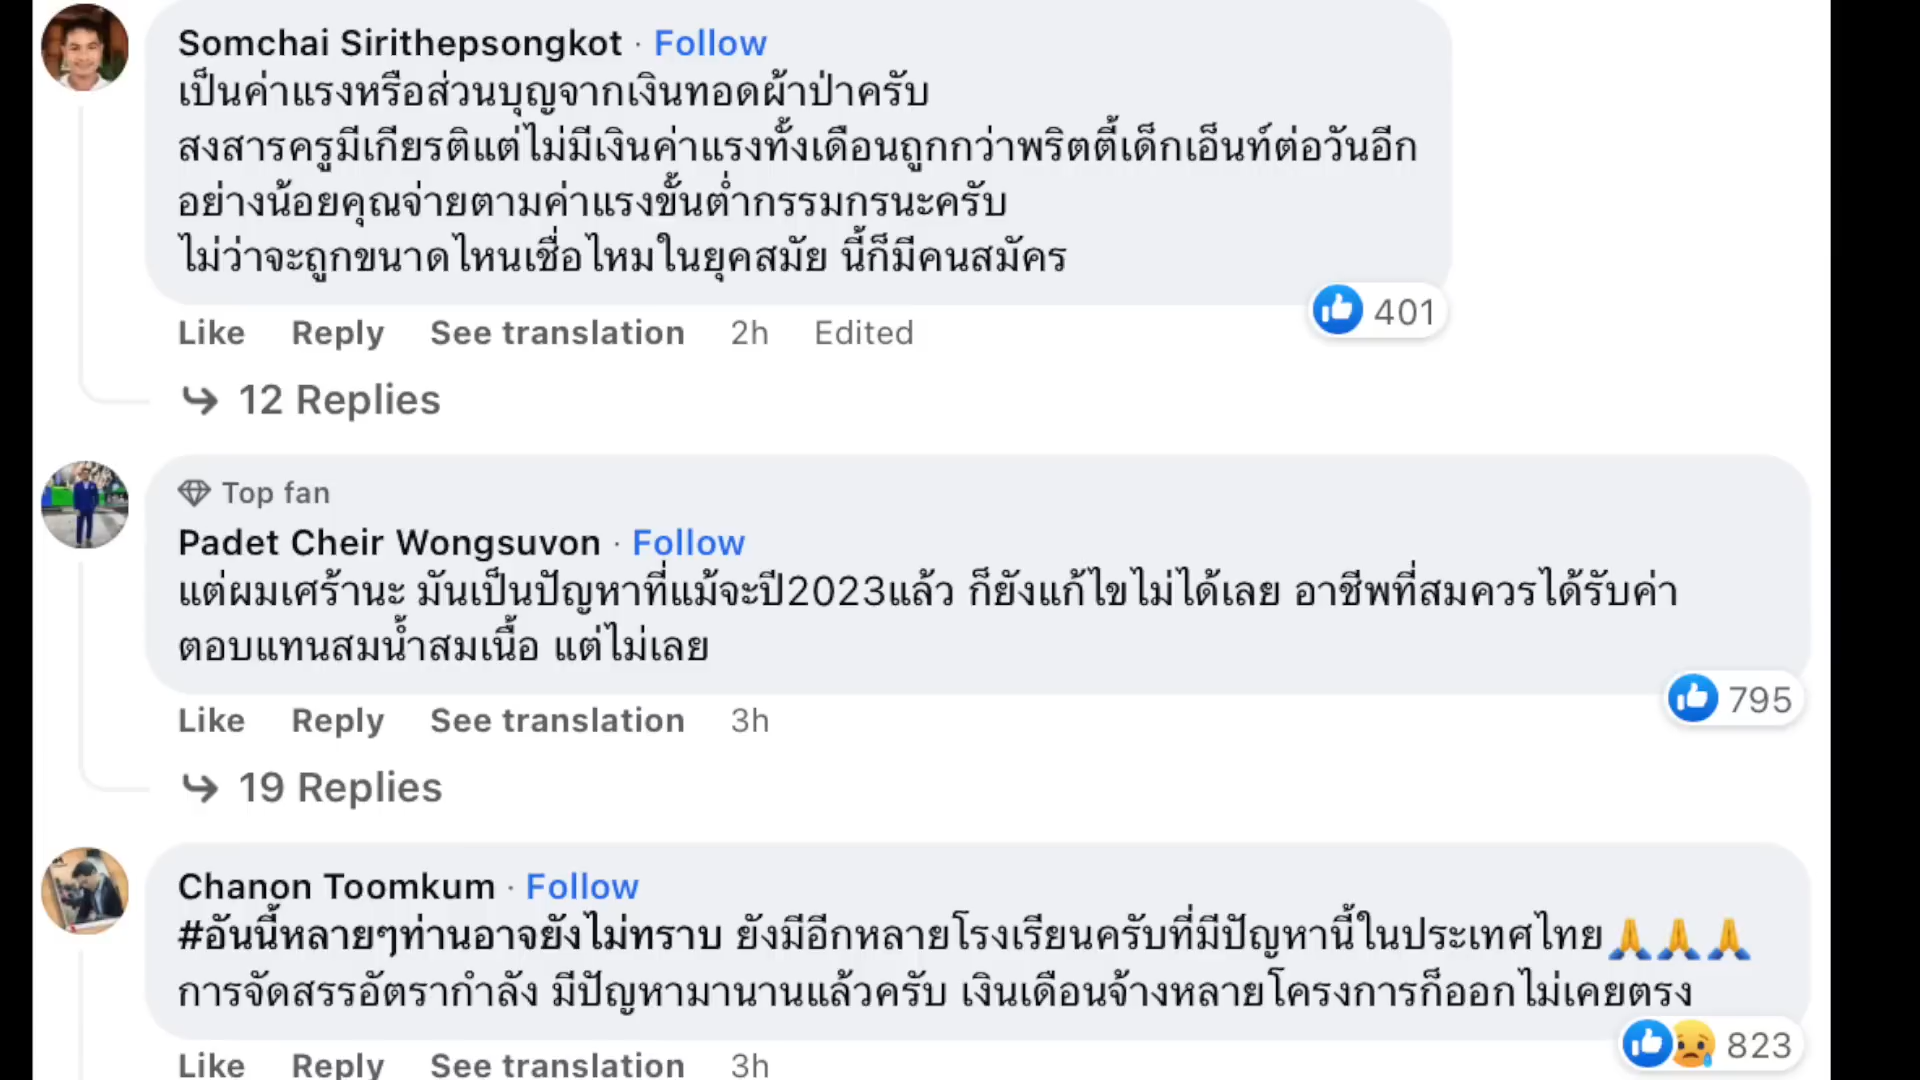 Somchai Sirithepsongkot · Follow
เป็นค่าแรงหรือส่วนบุญจากเงินทอดผ้าป่าครับ
สงสารครูมีเกียรติแต่ไม่มีเงินค่าแรงทั้งเดือนถูกกว่าพริตตี้เด็กเอ็นท์ต่อวันอีก
อย่างน้อยคุณจ่ายตามค่าแรงขั้นต่ำกรรมกรนะครับ
ไม่ว่าจะถูกขนาดไหนเชื่อไหมในยุคสมัย นี้ก็มีคนสมัคร
401
Like Reply See translation 2h Edited
12 Replies
Top fan
Padet Cheir Wongsuvon · Follow
แต่ผมเศร้านะ มันเป็นปัญหาที่แม้จะปี2023แล้ว ก็ยังแก้ไขไม่ได้เลย อาชีพที่สมควรได้รับค่า
ตอบแทนสมน้ำสมเนื้อ แต่ไม่เลย
795
Like Reply See translation 3h
19 Replies
Chanon Toomkum · Follow
#อันนี้หลายๆท่านอาจยังไม่ทราบ ยังมีอีกหลายโรงเรียนครับที่มีปัญหานี้ในประเทศไทย🙏🙏🙏
การจัดสรรอัตรากำลัง มีปัญหามานานแล้วครับ เงินเดือนจ้างหลายโครงการก็ออกไม่เคยตรง
823
Like Reply See translation 3h